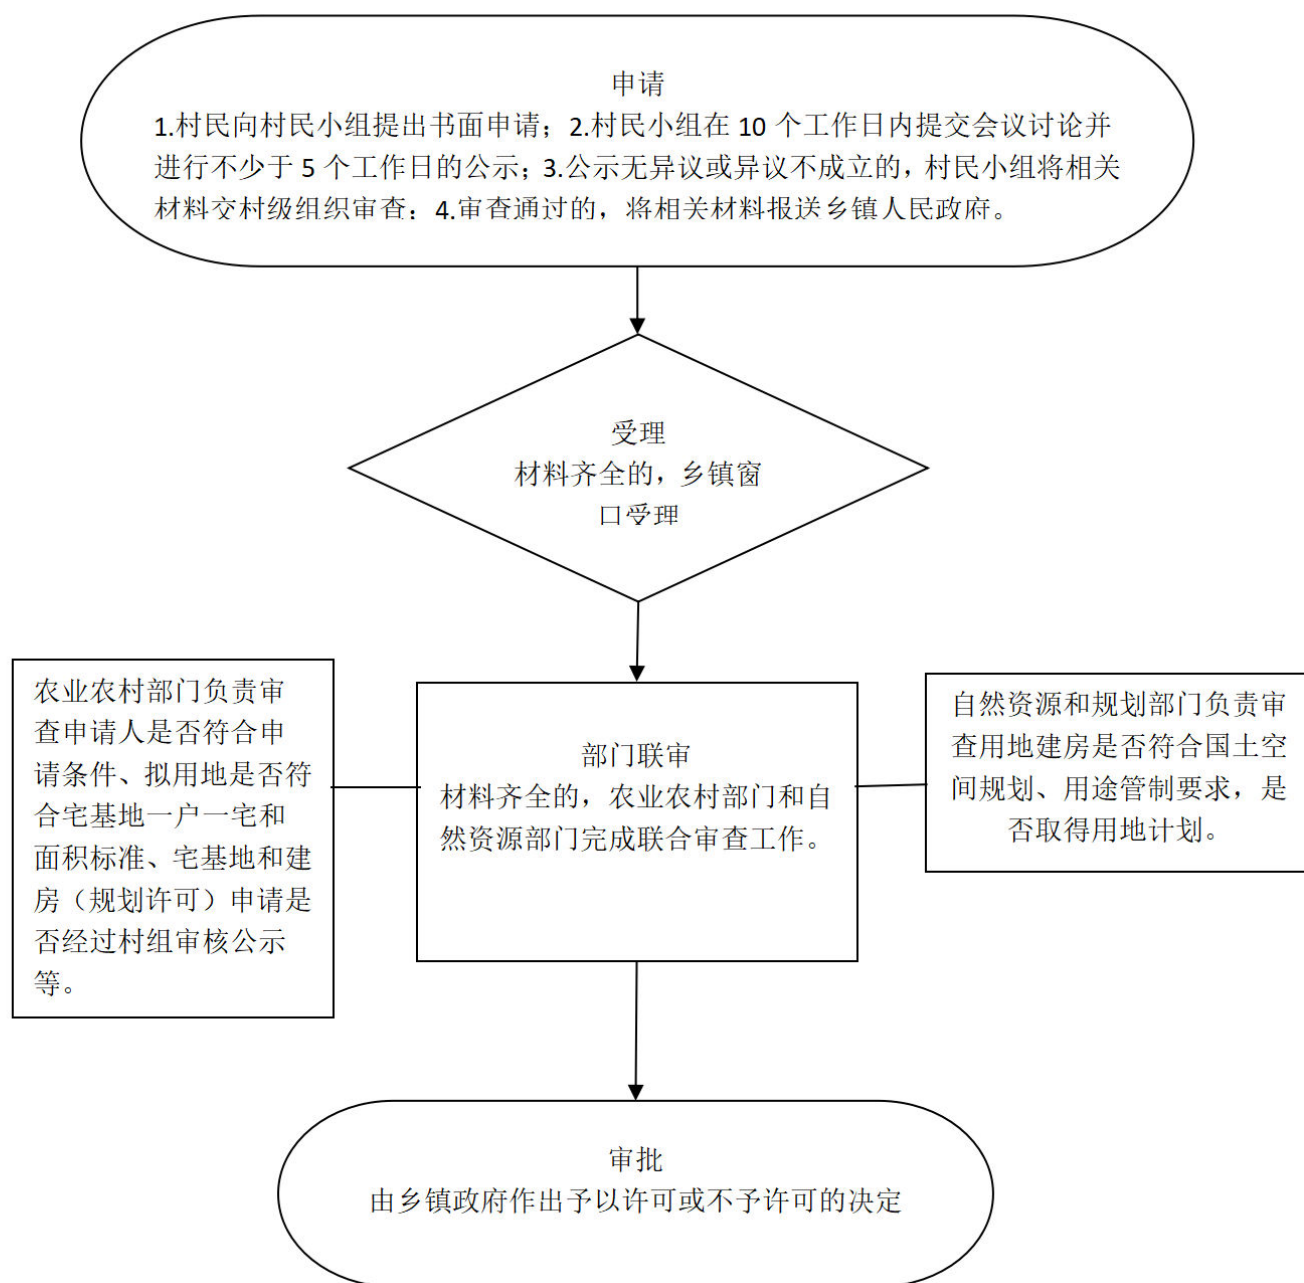 申请
1.村民向村民小组提出书面申请；2.村民小组在 10 个工作日内提交会议讨论并
进行不少于 5 个工作日的公示；3.公示无异议或异议不成立的，村民小组将相关
材料交村级组织审查；4.审查通过的，将相关材料报送乡镇人民政府。
受理
材料齐全的，乡镇窗
口受理
农业农村部门负责审
查申请人是否符合申
请条件、拟用地是否符
合宅基地一户一宅和
面积标准、宅基地和建
房（规划许可）申请是
否经过村组审核公示
等。
部门联审
材料齐全的，农业农村部门和自
然资源部门完成联合审查工作。
自然资源和规划部门负责审
查用地建房是否符合国土空
间规划、用途管制要求，是
否取得用地计划。
审批
由乡镇政府作出予以许可或不予许可的决定